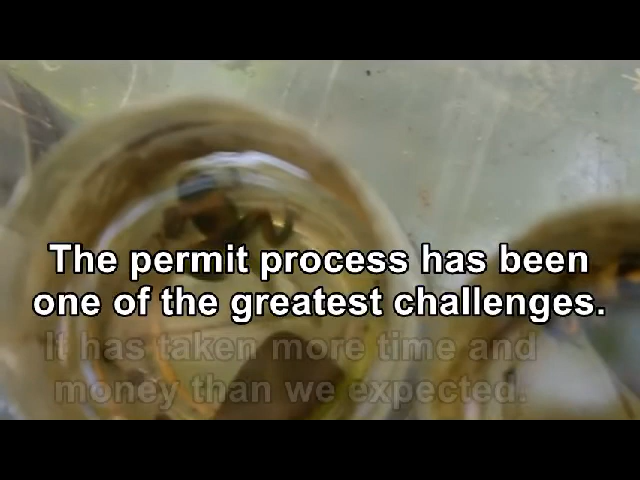 The permit process has been
one of the greatest challenges.
It has taken more time and
money than we expected.